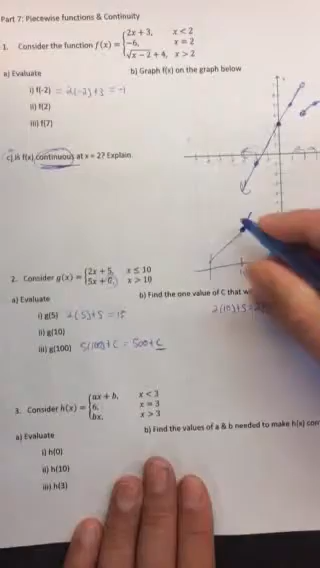 Part 7: Piecewise functions & Continuity
1. Consider the function f(x) = { 2x + 3, x < 2
−6, x = 2
√x − 2 + 4, x > 2
a) Evaluate b) Graph f(x) on the graph below
i) f(-2) = 2(-2)+3 = -1
ii) f(2)
iii) f(7)
c) Is f(x) continuous at x = 2? Explain
2. Consider g(x) = { 2x + 5, x ≤ 10
5x + C, x > 10
a) Evaluate b) Find the one value of C that wi
i) g(5) 2(5)+5 = 15 2(10)+5=2
ii) g(10)
iii) g(100) 5(100)+C = 500+C
3. Consider h(x) = { ax + b, x < 3
6, x = 3
bx, x > 3
a) Evaluate b) Find the values of a & b needed to make h(x) con
i) h(0)
ii) h(10)
iii) h(3)